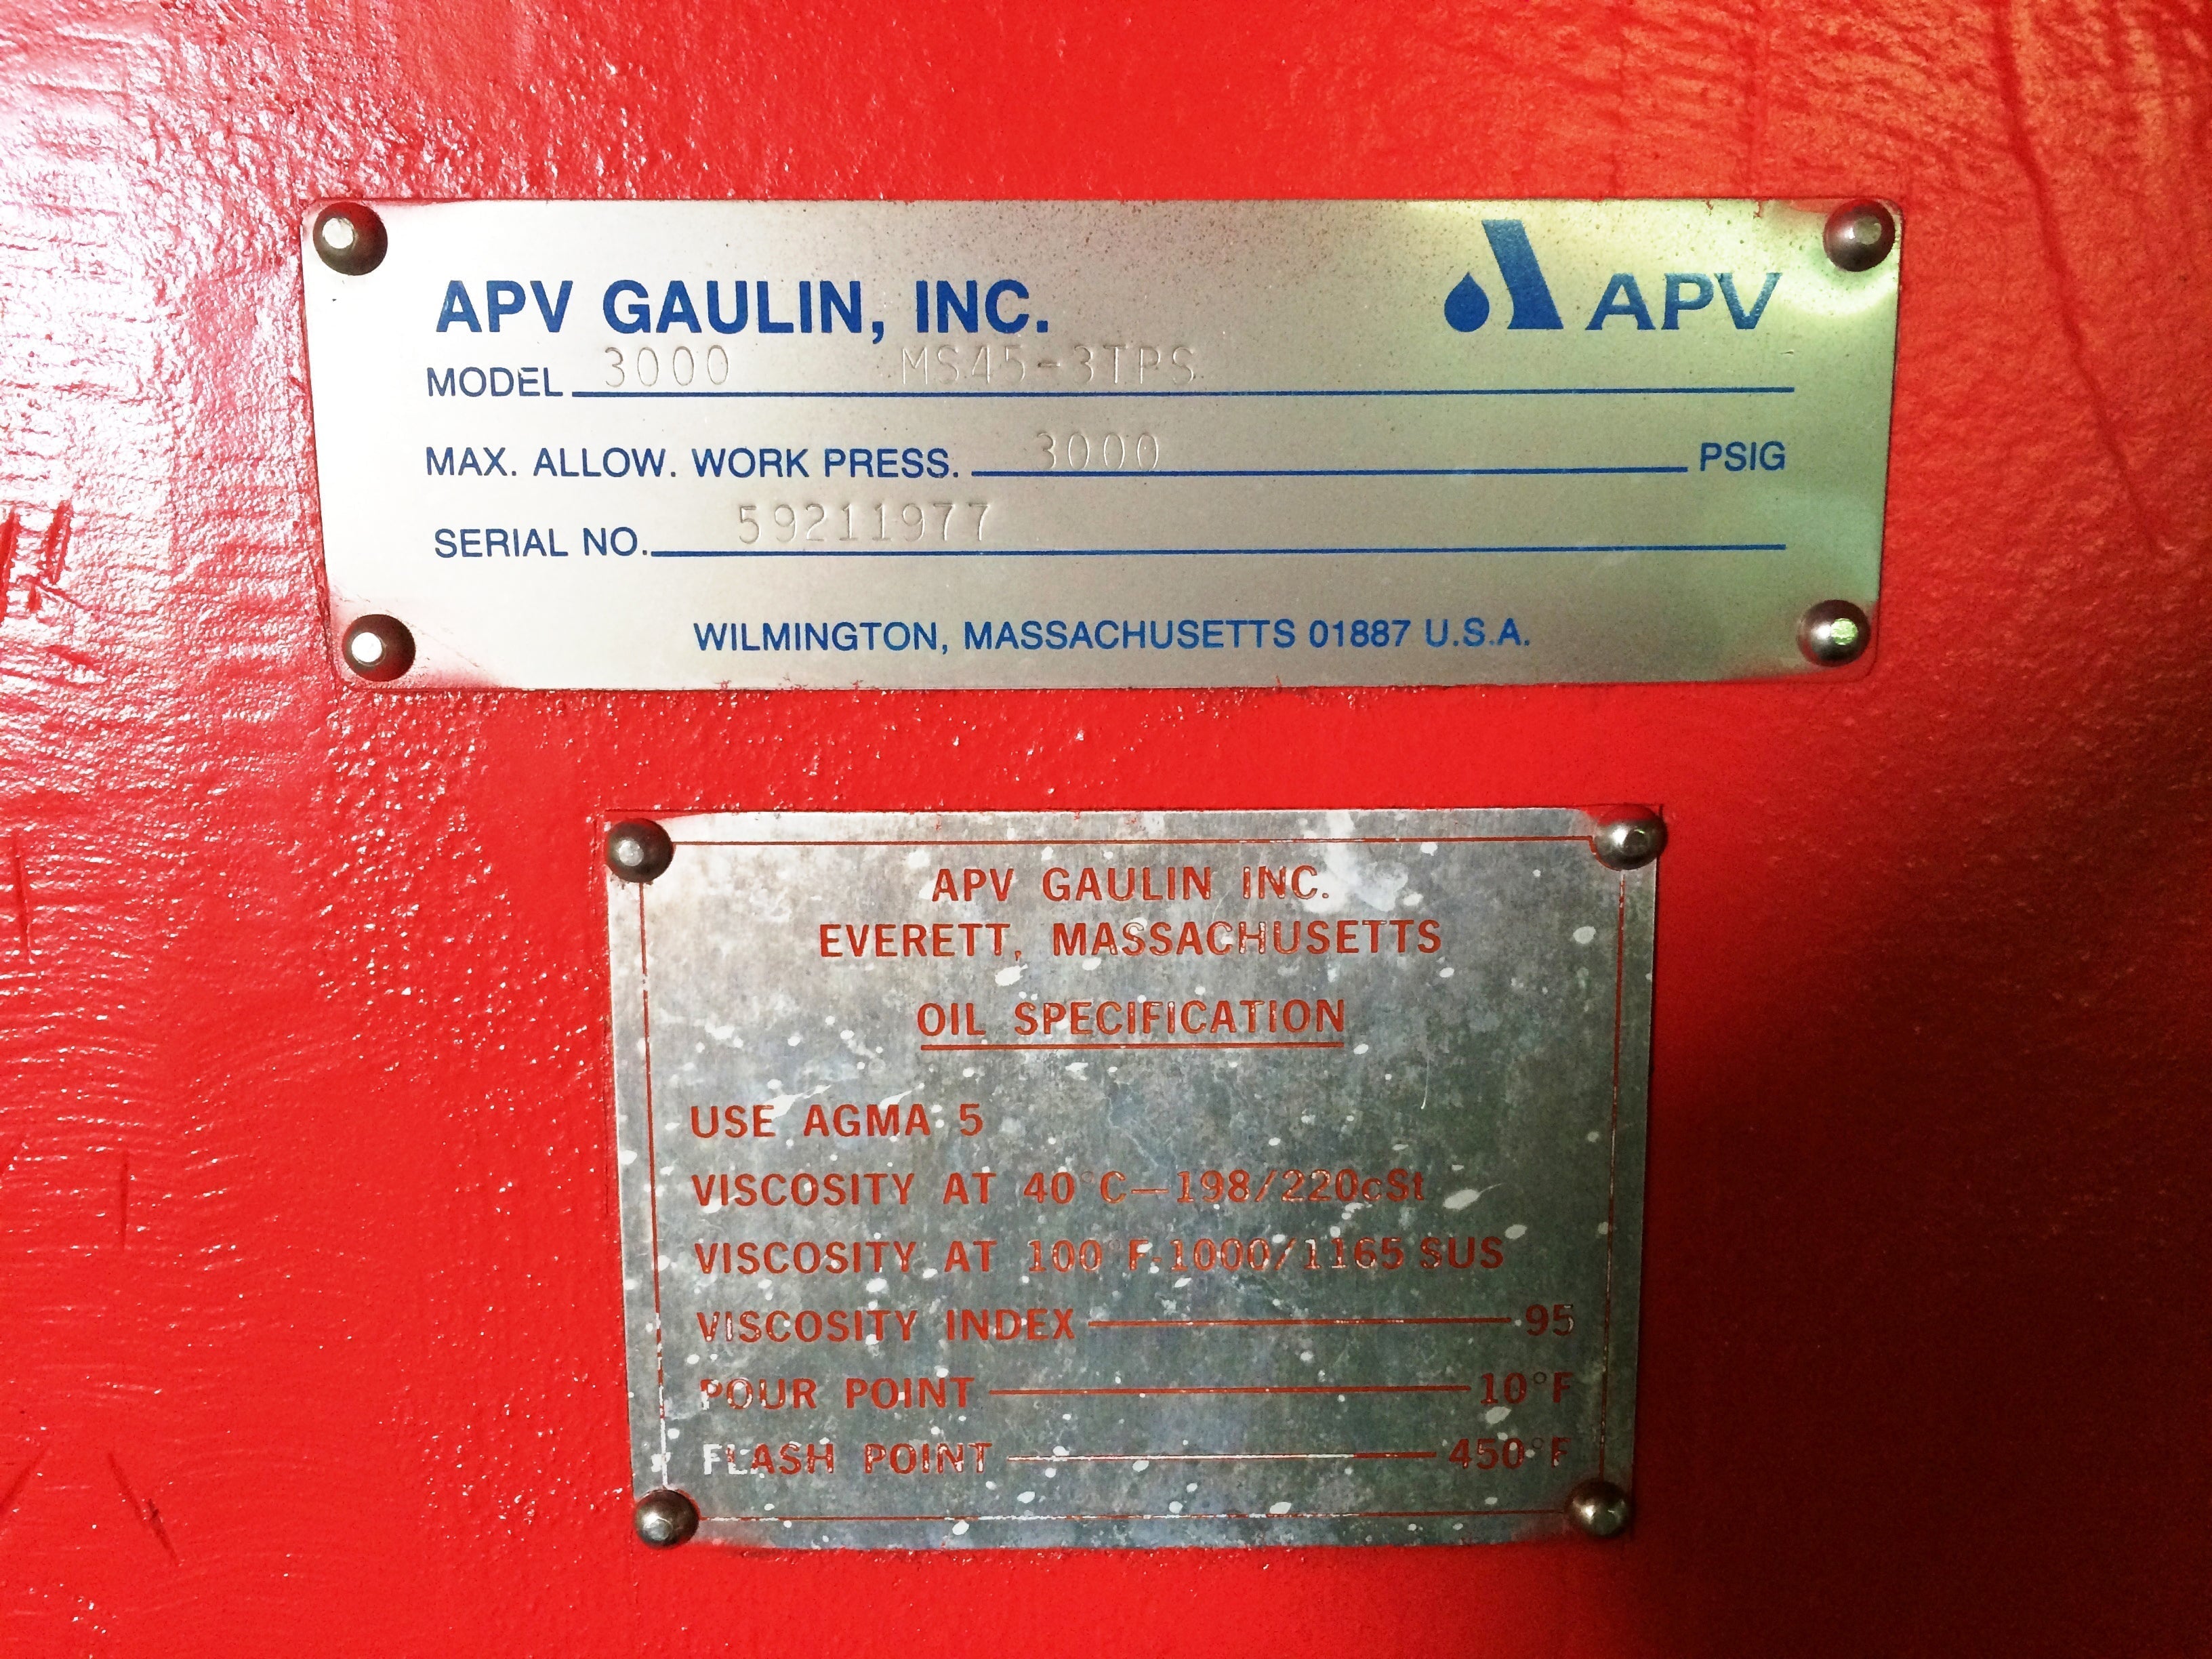 APV GAULIN, INC.
APV
MODEL 3000 MS45-3TPS
MAX. ALLOW. WORK PRESS. 3000 PSIG
SERIAL NO. 59211977
WILMINGTON, MASSACHUSETTS 01887 U.S.A.
APV GAULIN INC.
EVERETT, MASSACHUSETTS
OIL SPECIFICATION
USE AGMA 5
VISCOSITY AT 40°C—198/220cSt
VISCOSITY AT 100°F-1000/1165 SUS
VISCOSITY INDEX 95
POUR POINT 10°F
FLASH POINT 450°F